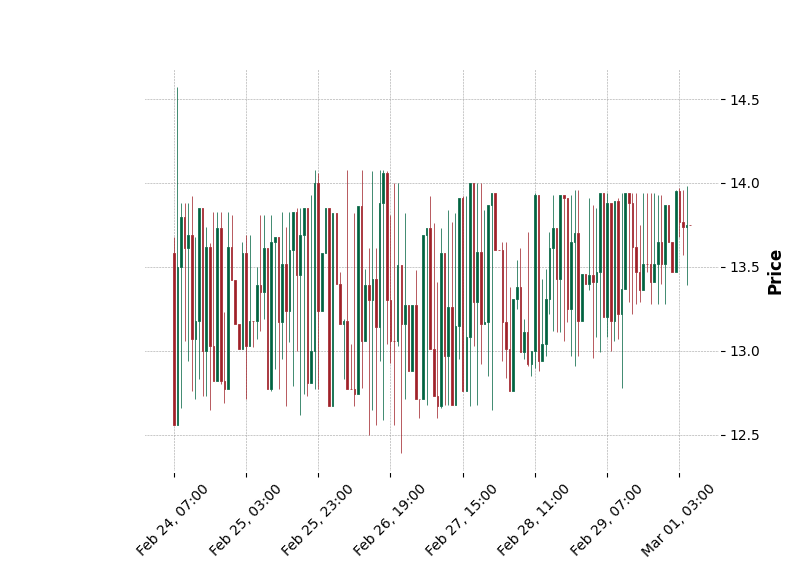 14.5
14.0
13.5
13.0
12.5
Price
Feb 24, 07:00
Feb 25, 03:00
Feb 25, 23:00
Feb 26, 19:00
Feb 27, 15:00
Feb 28, 11:00
Feb 29, 07:00
Mar 01, 03:00